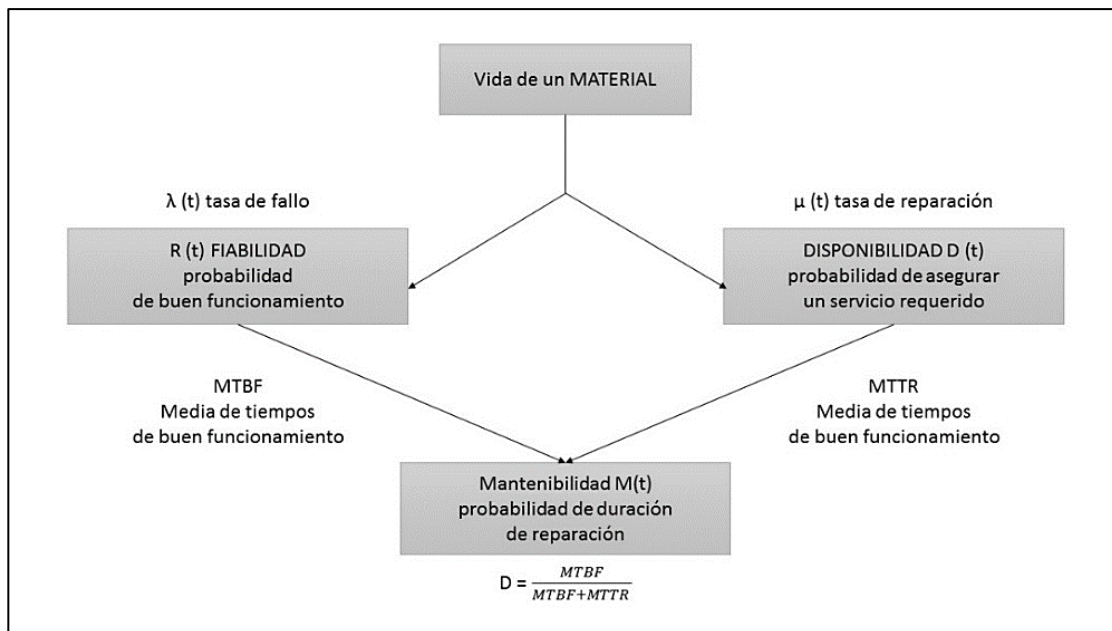 Vida de un MATERIAL
λ (t) tasa de fallo
R (t) FIABILIDAD
probabilidad
de buen funcionamiento
μ (t) tasa de reparación
DISPONIBILIDAD D (t)
probabilidad de asegurar
un servicio requerido
MTBF
Media de tiempos
de buen funcionamiento
MTTR
Media de tiempos
de buen funcionamiento
Mantenibilidad M(t)
probabilidad de duración
de reparación
D = MTBF / MTBF+MTTR